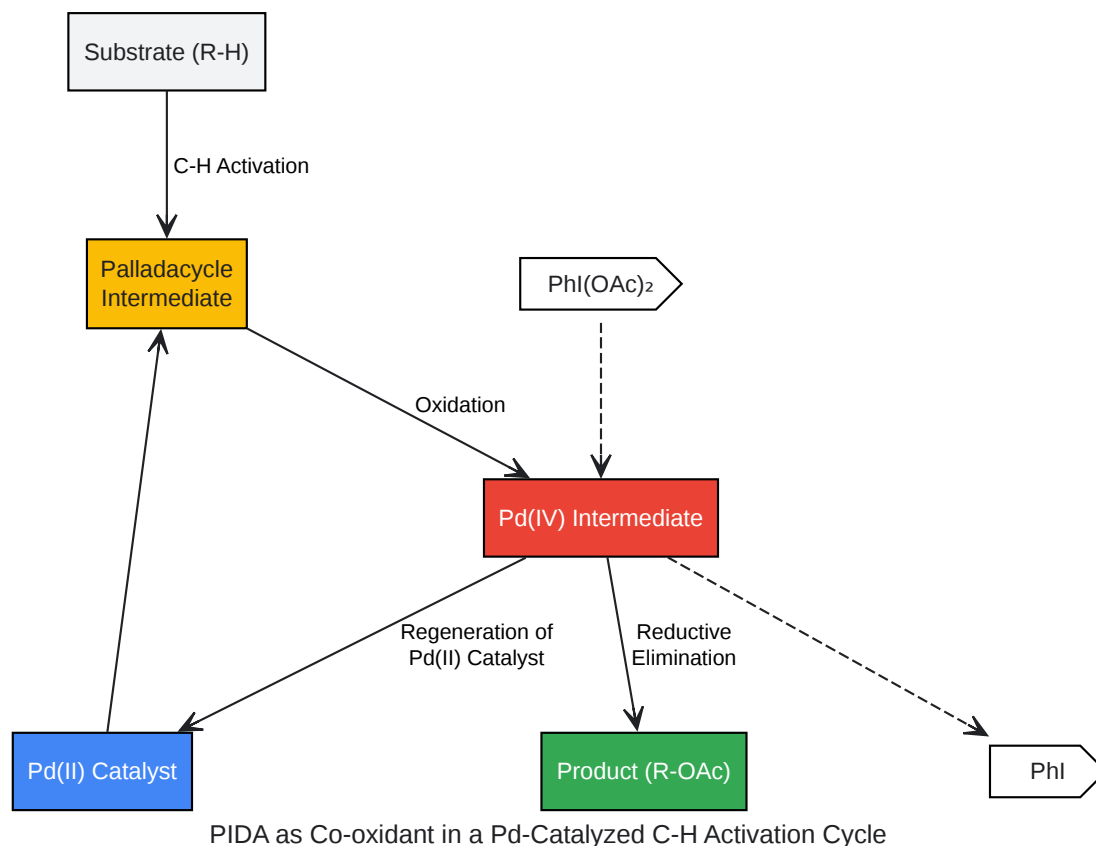 Substrate (R-H)
C-H Activation
Palladacycle
Intermediate
PhI(OAc)₂
Oxidation
Pd(IV) Intermediate
Regeneration of
Pd(II) Catalyst
Reductive
Elimination
Pd(II) Catalyst
Product (R-OAc)
PhI
PIDA as Co-oxidant in a Pd-Catalyzed C-H Activation Cycle